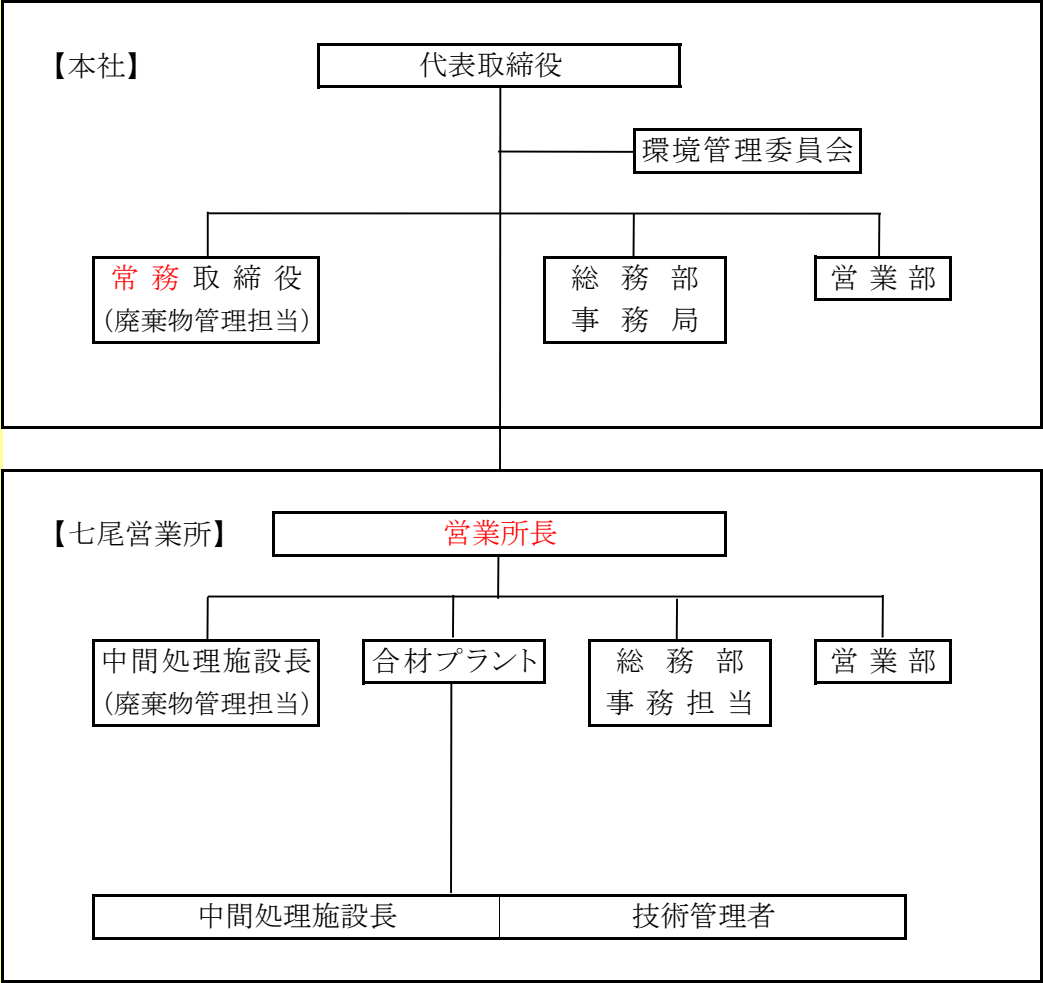 【本社】
代表取締役
環境管理委員会
常務取締役
(廃棄物管理担当)
総務部
事務局
営業部
【七尾営業所】
営業所長
中間処理施設長
(廃棄物管理担当)
合材プラント
総務部
事務担当
営業部
中間処理施設長
技術管理者